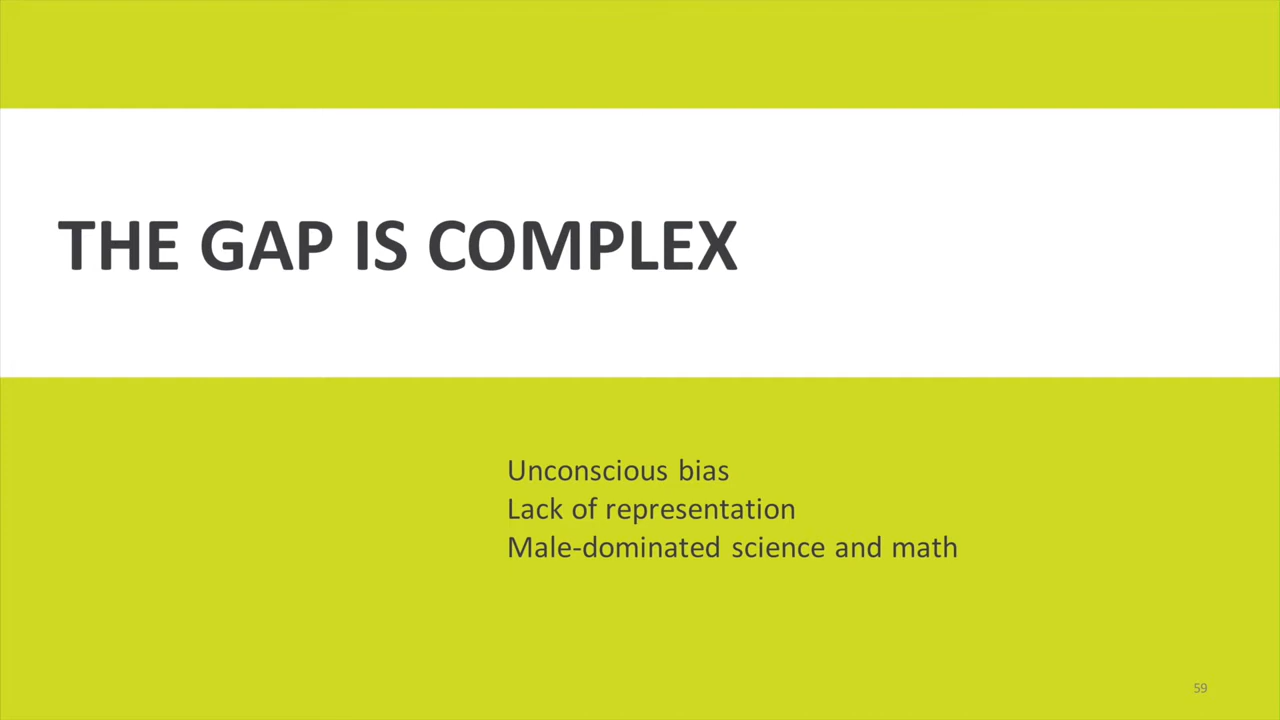 THE GAP IS COMPLEX
Unconscious bias
Lack of representation
Male-dominated science and math
59